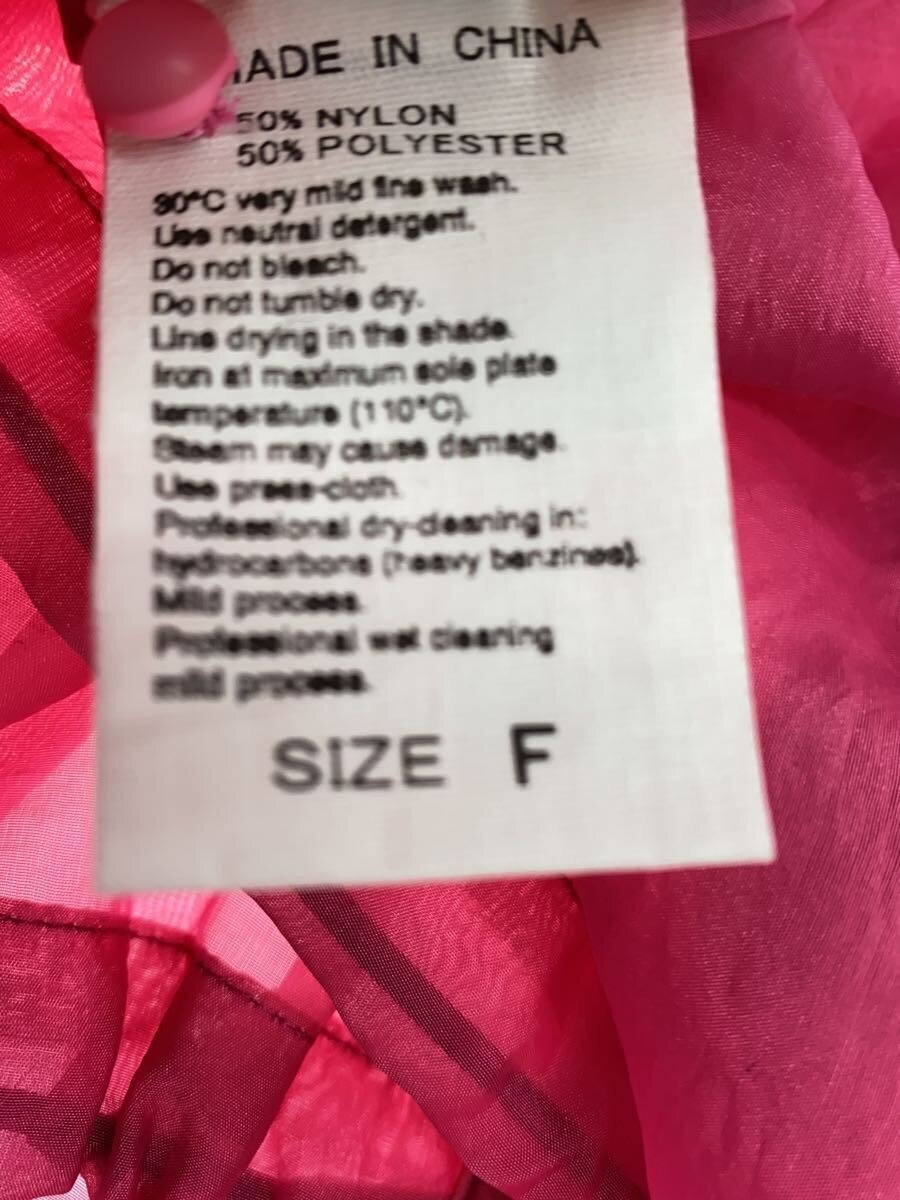 MADE IN CHINA
50% NYLON
50% POLYESTER
30°C very mild fine wash.
Use neutral detergent.
Do not bleach.
Do not tumble dry.
Line drying in the shade.
Iron at maximum sole plate
temperature (110°C).
Steam may cause damage.
Use press-cloth.
Professional dry-cleaning in:
hydrocarbons (heavy benzines).
Mild process.
Professional wet cleaning
mild process.
SIZE F